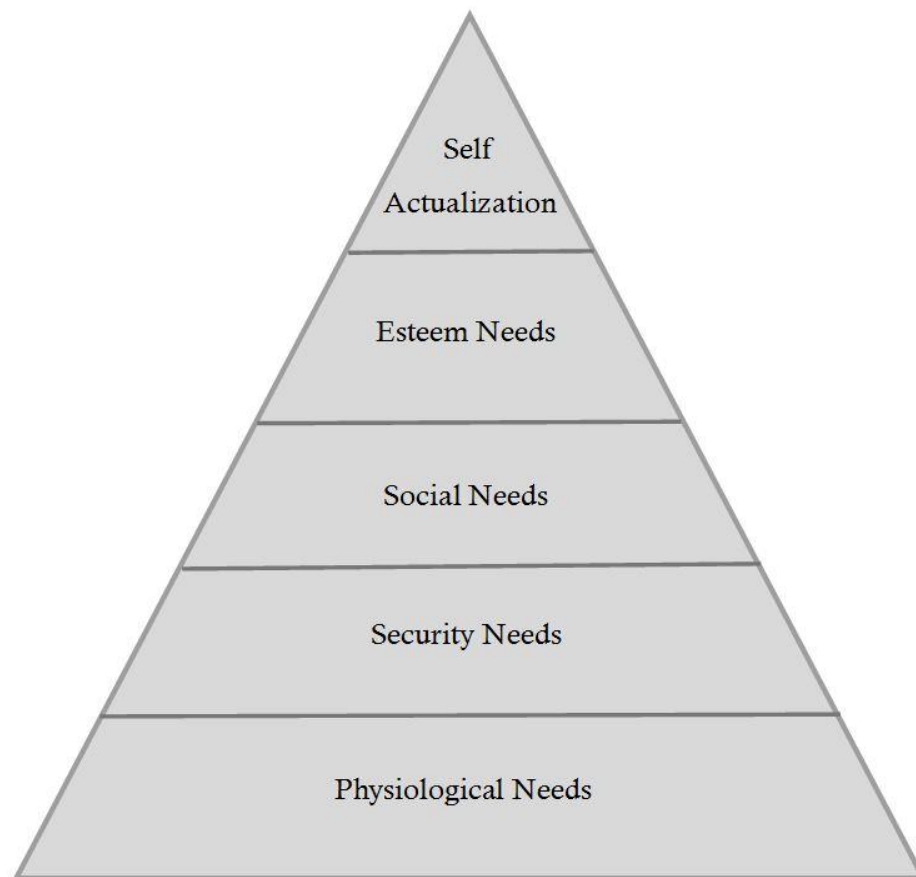 Self
Actualization
Esteem Needs
Social Needs
Security Needs
Physiological Needs